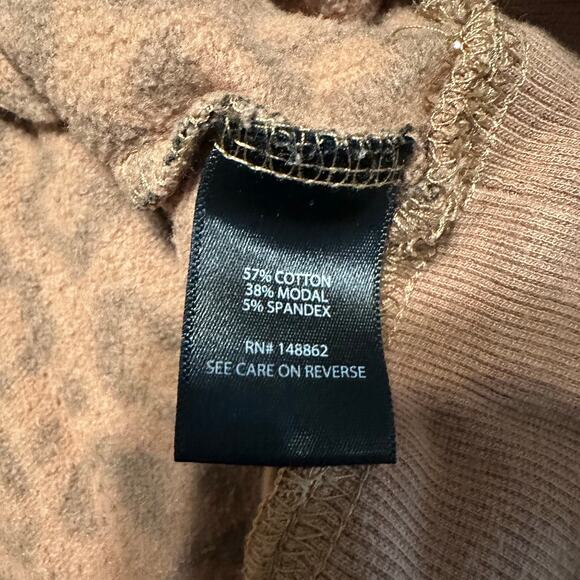 57% COTTON
38% MODAL
5% SPANDEX
RN# 148862
SEE CARE ON REVERSE